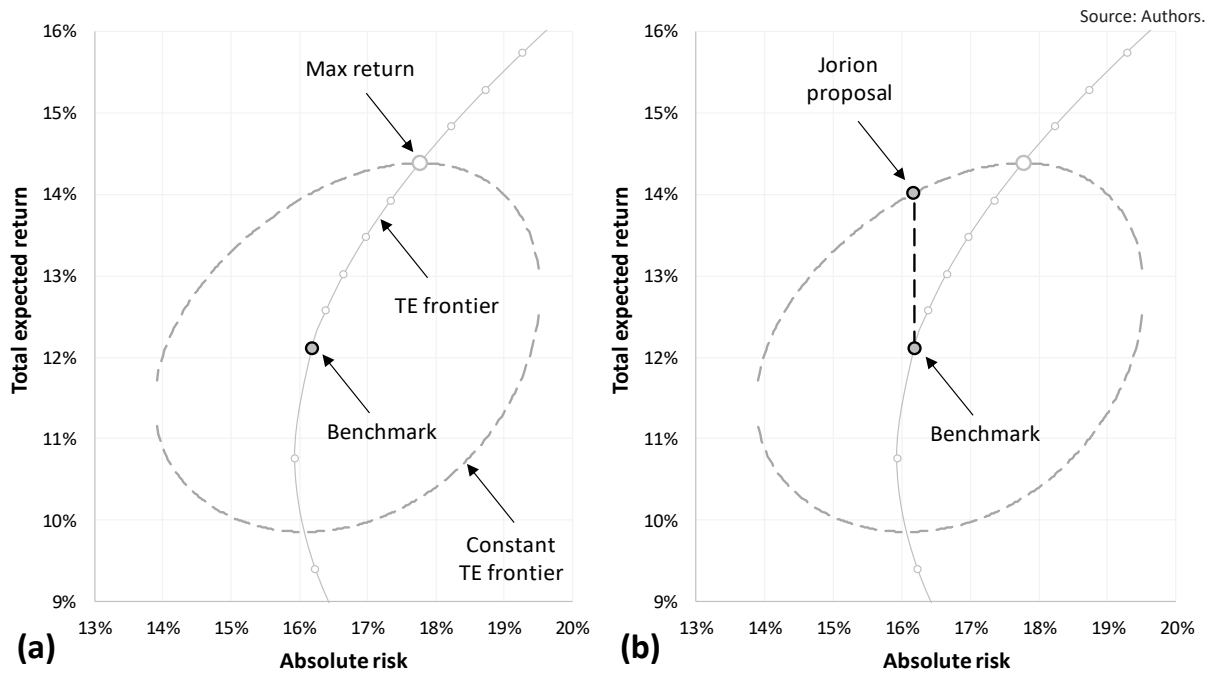 Source: Authors.
16%
15%
14%
13%
12%
11%
10%
9%
Total expected return
Max return
TE frontier
Benchmark
Constant
TE frontier
13%
14%
15%
16%
17%
18%
19%
20%
(a)
Absolute risk
16%
15%
14%
13%
12%
11%
10%
9%
Total expected return
Jorion
proposal
Benchmark
13%
14%
15%
16%
17%
18%
19%
20%
(b)
Absolute risk